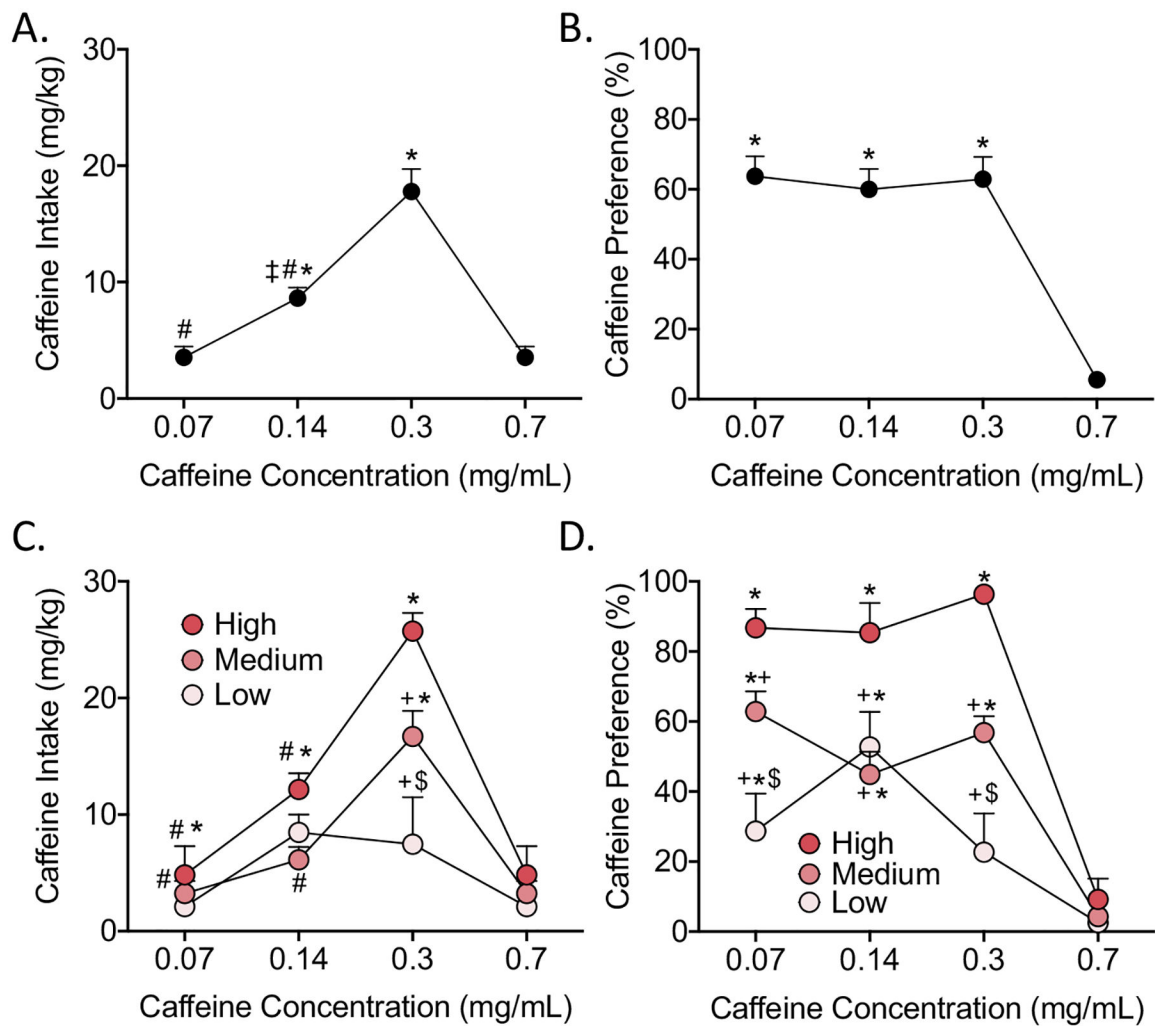 A.
30
20
10
0
Caffeine Intake (mg/kg)
#
‡#*
*
0.07 0.14 0.3 0.7
Caffeine Concentration (mg/mL)
B.
100
80
60
40
20
0
Caffeine Preference (%)
* * *
0.07 0.14 0.3 0.7
Caffeine Concentration (mg/mL)
C.
30
20
10
0
Caffeine Intake (mg/kg)
High
Medium
Low
#*
#
#*
#
*
+*
+$
0.07 0.14 0.3 0.7
Caffeine Concentration (mg/mL)
D.
100
80
60
40
20
0
Caffeine Preference (%)
* * *
*+
+*
+*
+*$
+*
+$
High
Medium
Low
0.07 0.14 0.3 0.7
Caffeine Concentration (mg/mL)